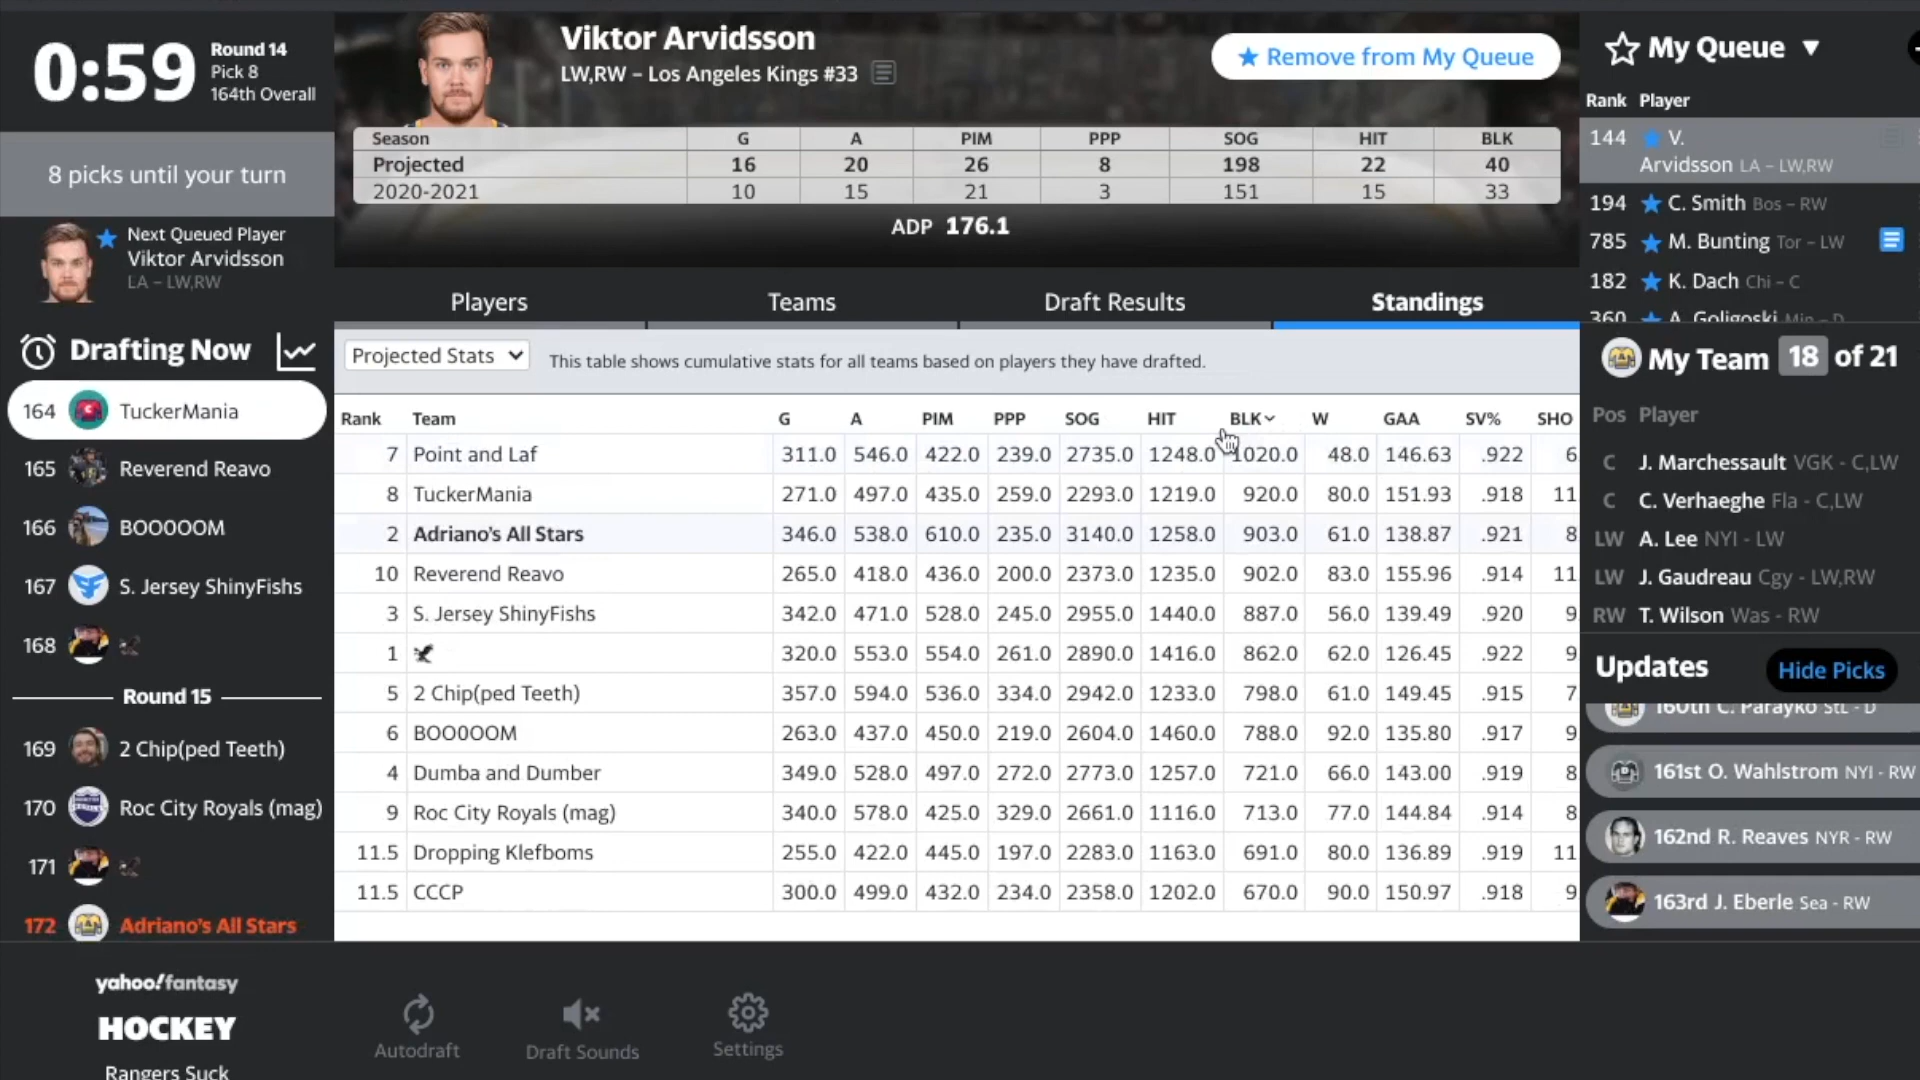 0:59
Round 14
Pick 8
164th Overall
8 picks until your turn
Next Queued Player
Viktor Arvidsson
LA – LW,RW
Drafting Now
164 TuckerMania
165 Reverend Reavo
166 BOO0OOM
167 S. Jersey ShinyFishs
168
Round 15
169 2 Chip(ped Teeth)
170 Roc City Royals (mag)
171
172 Adriano's All Stars
yahoo!fantasy
HOCKEY
Rangers Suck
Viktor Arvidsson
LW,RW – Los Angeles Kings #33
Remove from My Queue
Season G A PIM PPP SOG HIT BLK
Projected 16 20 26 8 198 22 40
2020-2021 10 15 21 3 151 15 33
ADP 176.1
Players Teams Draft Results Standings
Projected Stats This table shows cumulative stats for all teams based on players they have drafted.
Rank Team G A PIM PPP SOG HIT BLK W GAA SV% SHO
7 Point and Laf 311.0 546.0 422.0 239.0 2735.0 1248.0 1020.0 48.0 146.63 .922 6
8 TuckerMania 271.0 497.0 435.0 259.0 2293.0 1219.0 920.0 80.0 151.93 .918 11
2 Adriano's All Stars 346.0 538.0 610.0 235.0 3140.0 1258.0 903.0 61.0 138.87 .921 8
10 Reverend Reavo 265.0 418.0 436.0 200.0 2373.0 1235.0 902.0 83.0 155.96 .914 11
3 S. Jersey ShinyFishs 342.0 471.0 528.0 245.0 2955.0 1440.0 887.0 56.0 139.49 .920 9
1 320.0 553.0 554.0 261.0 2890.0 1416.0 862.0 62.0 126.45 .922 9
5 2 Chip(ped Teeth) 357.0 594.0 536.0 334.0 2942.0 1233.0 798.0 61.0 149.45 .915 7
6 BOO0OOM 263.0 437.0 450.0 219.0 2604.0 1460.0 788.0 92.0 135.80 .917 9
4 Dumba and Dumber 349.0 528.0 497.0 272.0 2773.0 1257.0 721.0 66.0 143.00 .919 8
9 Roc City Royals (mag) 340.0 578.0 425.0 329.0 2661.0 1116.0 713.0 77.0 144.84 .914 8
11.5 Dropping Klefboms 255.0 422.0 445.0 197.0 2283.0 1163.0 691.0 80.0 136.89 .919 11
11.5 CCCP 300.0 499.0 432.0 234.0 2358.0 1202.0 670.0 90.0 150.97 .918 9
Autodraft Draft Sounds Settings
My Queue
Rank Player
144 V.
Arvidsson LA – LW,RW
194 C. Smith Bos – RW
785 M. Bunting Tor – LW
182 K. Dach Chi – C
360 A. Goligoski Min – D
My Team 18 of 21
Pos Player
C J. Marchessault VGK - C,LW
C C. Verhaeghe Fla - C,LW
LW A. Lee NYI - LW
LW J. Gaudreau Cgy - LW,RW
RW T. Wilson Was - RW
Updates Hide Picks
160th C. Parayko StL - D
161st O. Wahlstrom NYI - RW
162nd R. Reaves NYR - RW
163rd J. Eberle Sea - RW